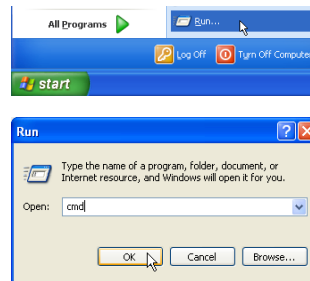 All Programs
Run...
Log Off
Turn Off Computer
start
Run
Type the name of a program, folder, document, or
Internet resource, and Windows will open it for you.
Open: cmd
OK Cancel Browse...